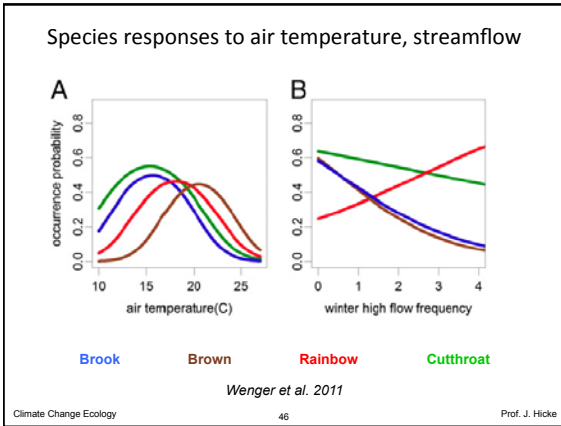 Species responses to air temperature, streamflow
A
B
occurrence probability
0.8
0.6
0.4
0.2
0.0
10 15 20 25
air temperature(C)
0.8
0.6
0.4
0.2
0.0
0 1 2 3 4
winter high flow frequency
Brook Brown Rainbow Cutthroat
Wenger et al. 2011
Climate Change Ecology 46 Prof. J. Hicke